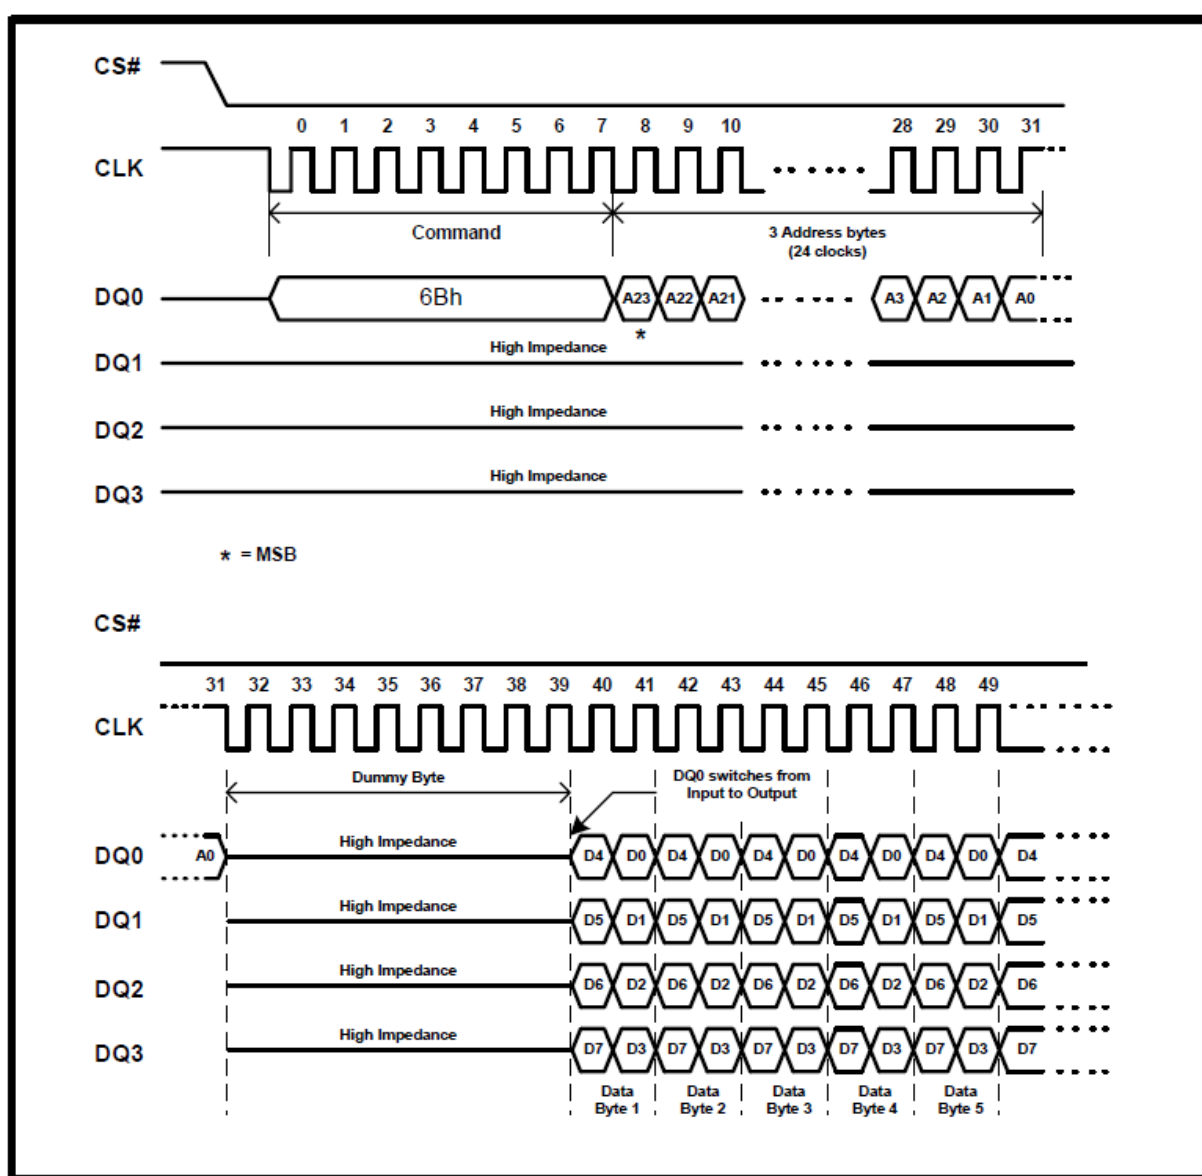 CS#
0 1 2 3 4 5 6 7 8 9 10 28 29 30 31
CLK
Command
3 Address bytes
(24 clocks)
DQ0 6Bh A23 A22 A21 A3 A2 A1 A0
*
High Impedance
DQ1
High Impedance
DQ2
High Impedance
DQ3
* = MSB
CS#
31 32 33 34 35 36 37 38 39 40 41 42 43 44 45 46 47 48 49
CLK
Dummy Byte
DQ0 switches from
Input to Output
High Impedance
DQ0 A0 D4 D0 D4 D0 D4 D0 D4 D0 D4 D0 D4
High Impedance
DQ1 D5 D1 D5 D1 D5 D1 D5 D1 D5 D1 D5
High Impedance
DQ2 D6 D2 D6 D2 D6 D2 D6 D2 D6 D2 D6
High Impedance
DQ3 D7 D3 D7 D3 D7 D3 D7 D3 D7 D3 D7
Data Data Data Data Data
Byte 1 Byte 2 Byte 3 Byte 4 Byte 5